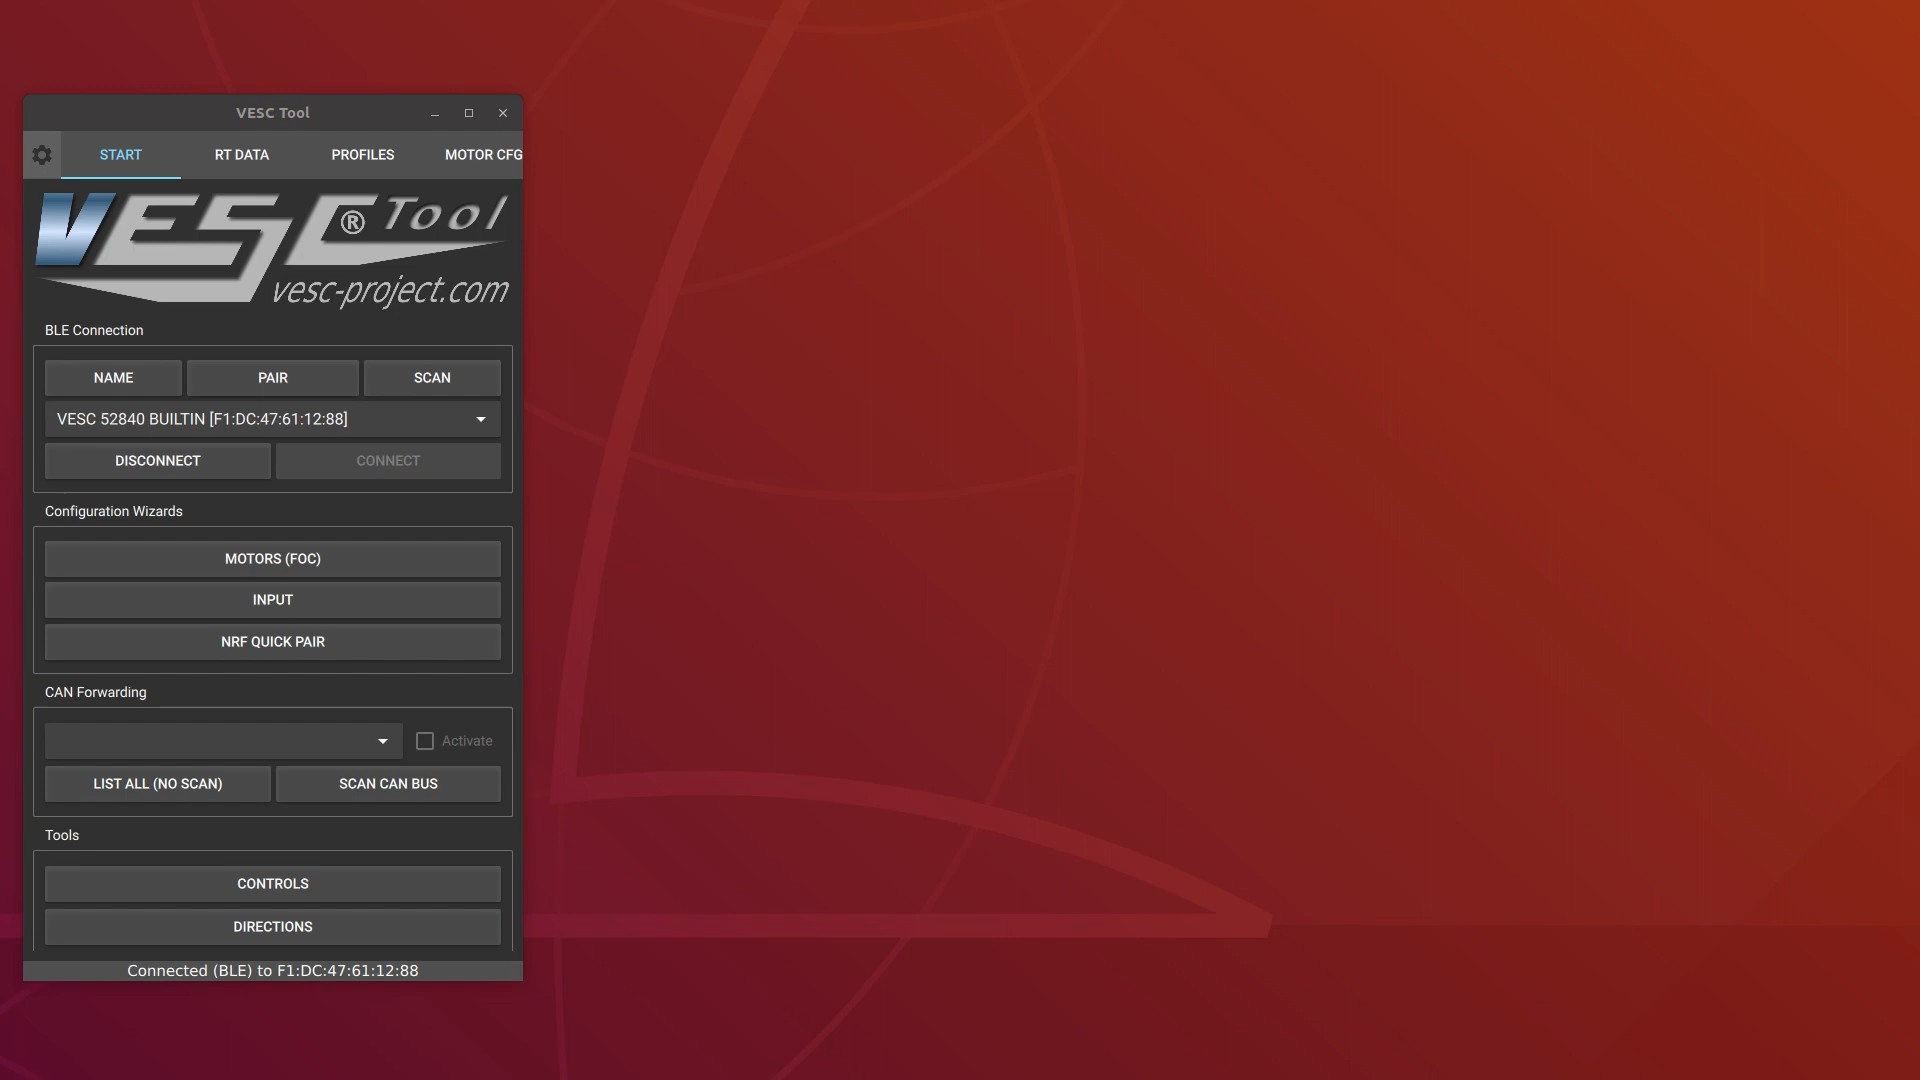 VESC Tool
START RT DATA PROFILES MOTOR CFG
VESC® Tool
vesc-project.com
BLE Connection
NAME PAIR SCAN
VESC 52840 BUILTIN [F1:DC:47:61:12:88]
DISCONNECT CONNECT
Configuration Wizards
MOTORS (FOC)
INPUT
NRF QUICK PAIR
CAN Forwarding
Activate
LIST ALL (NO SCAN) SCAN CAN BUS
Tools
CONTROLS
DIRECTIONS
Connected (BLE) to F1:DC:47:61:12:88